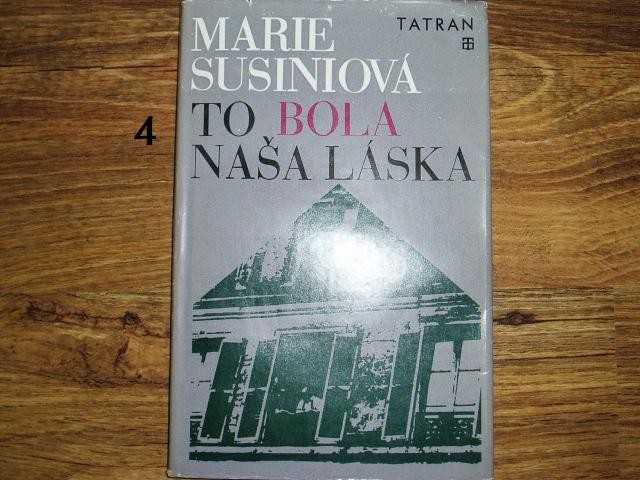 MARIE
TATRAN
SUSINIOVÁ
TO BOLA
NAŠA LÁSKA
4